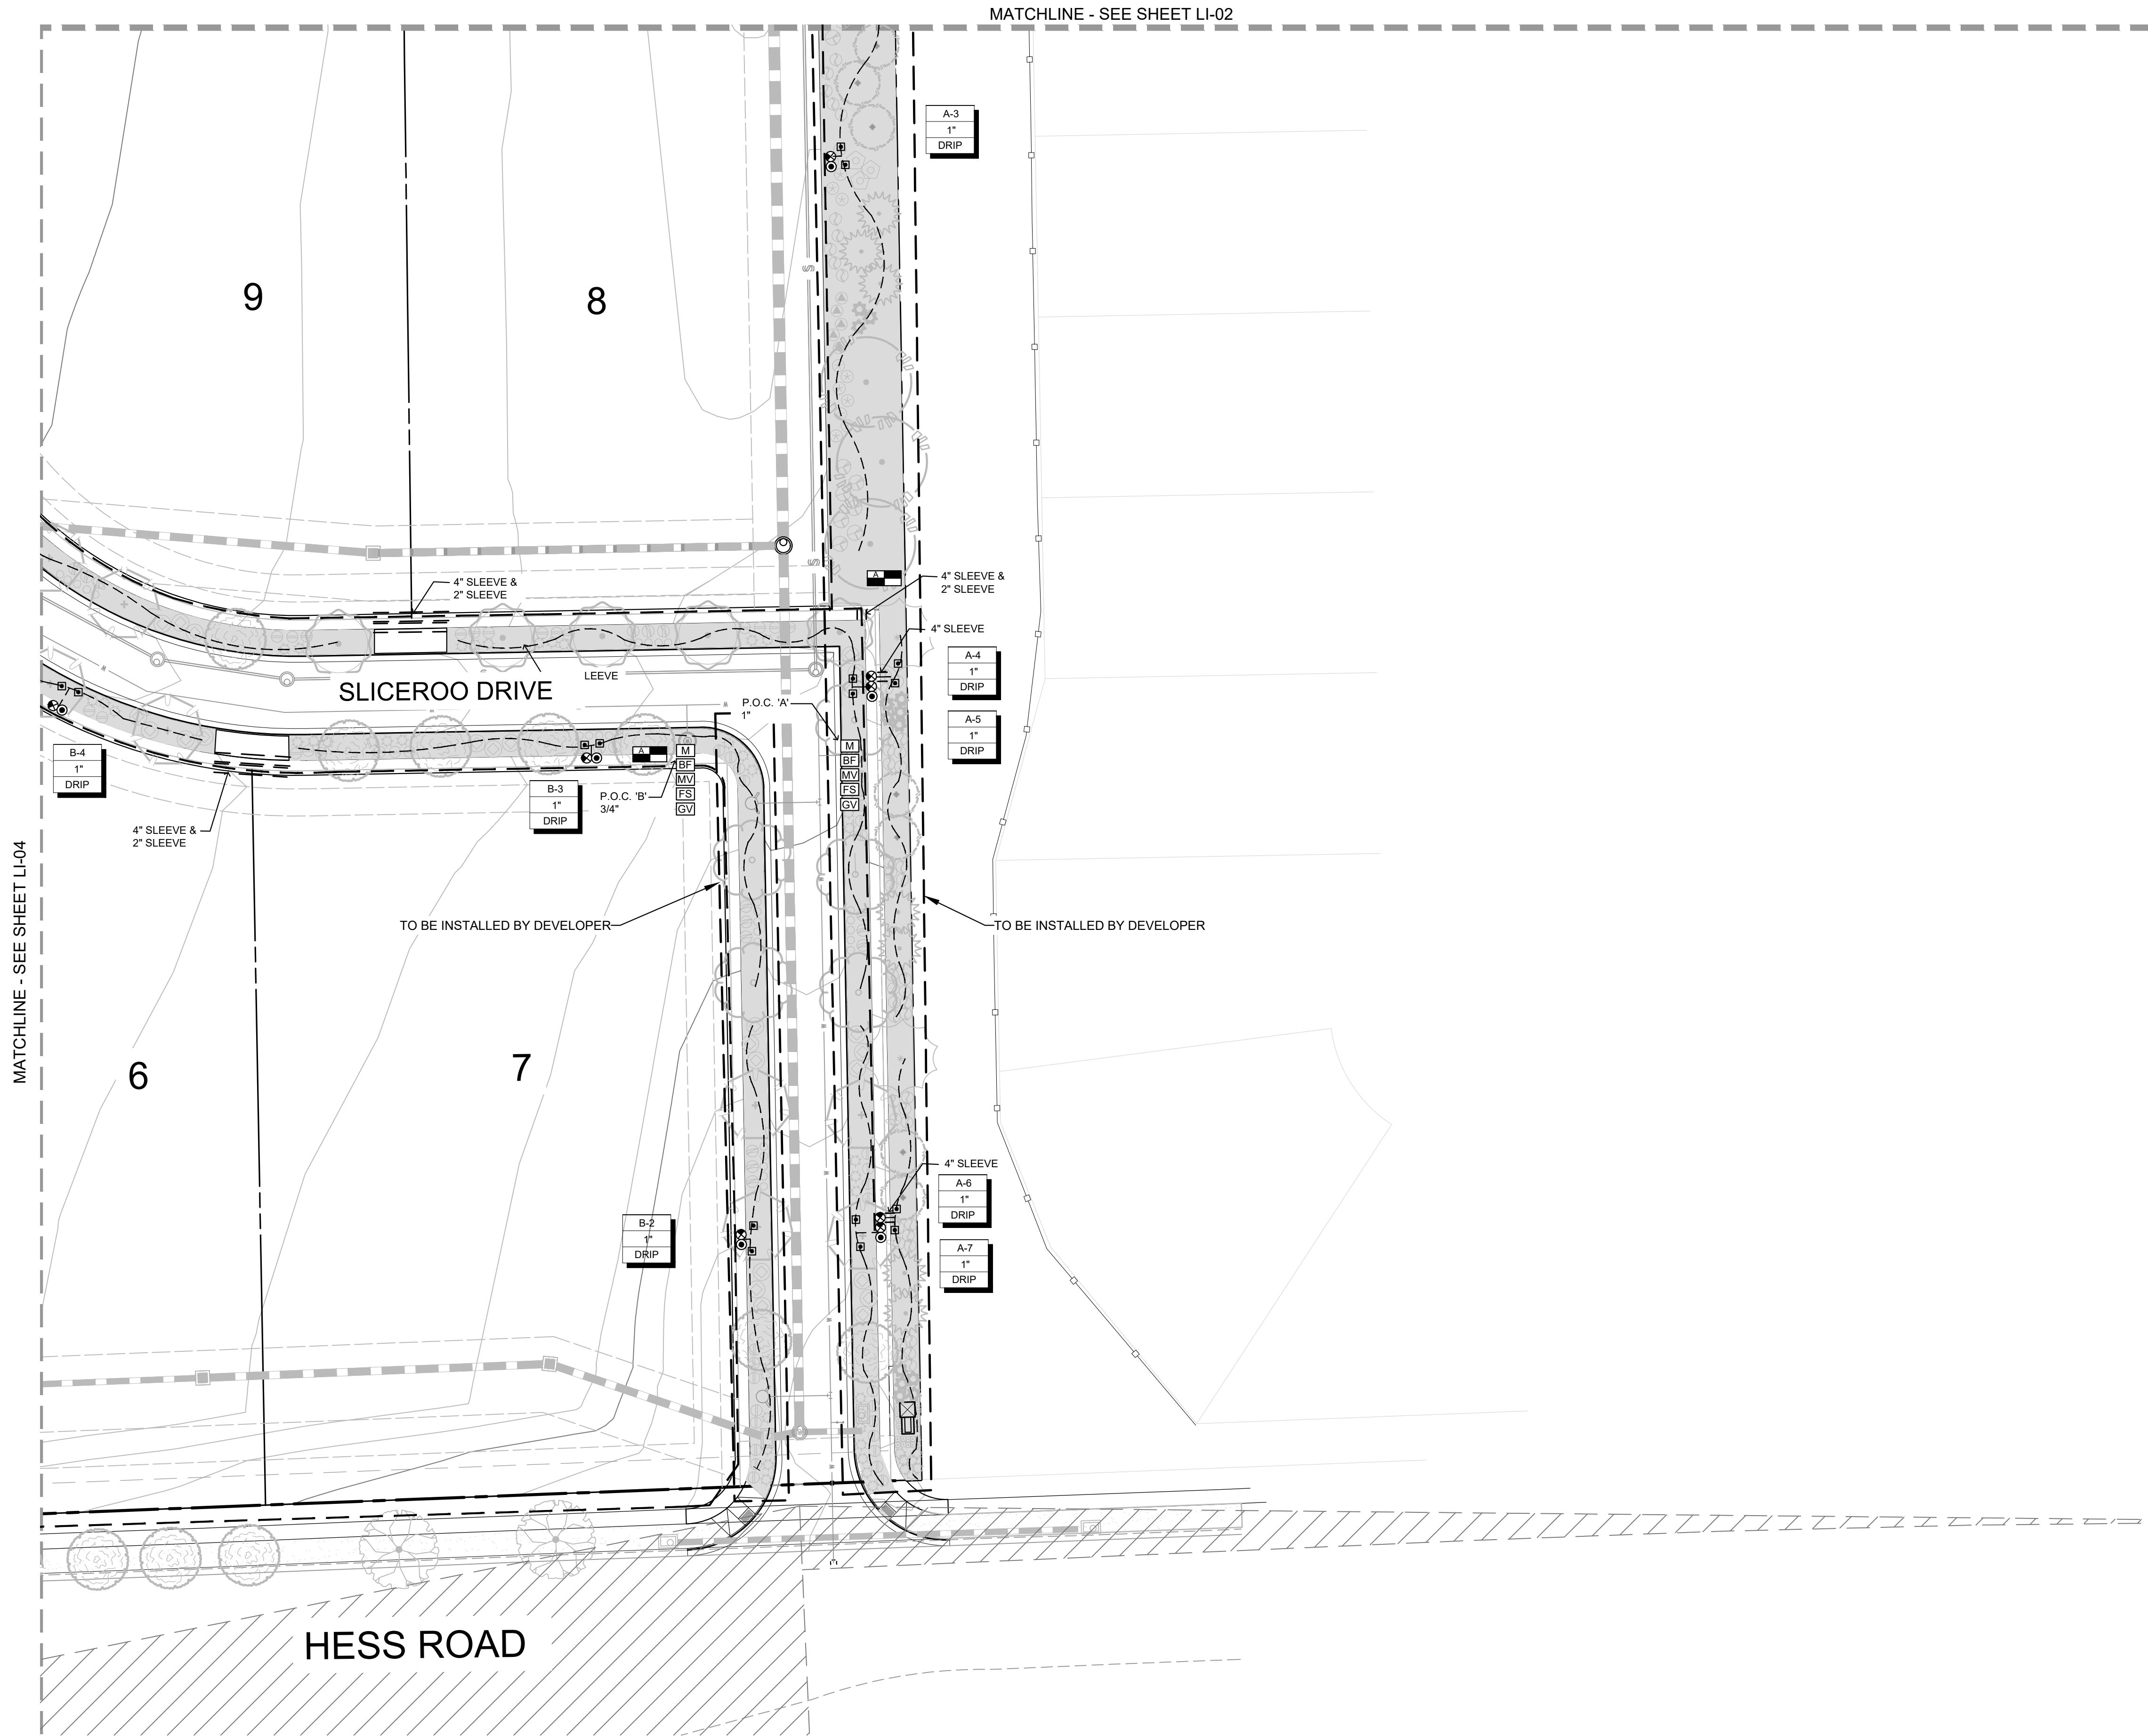 MATCHLINE - SEE SHEET LI-02
A-3
1"
DRIP
9
8
S
S
4" SLEEVE &
2" SLEEVE
A
4" SLEEVE &
2" SLEEVE
4" SLEEVE
LEEVE
SLICEROO DRIVE
A-4
1"
DRIP
P.O.C. 'A'
1"
A-5
1"
DRIP
M
BF
MV
FS
GV
A
M
BF
MV
FS
GV
B-4
1"
DRIP
B-3
1"
DRIP
P.O.C. 'B'
3/4"
4" SLEEVE &
2" SLEEVE
MATCHLINE - SEE SHEET LI-04
TO BE INSTALLED BY DEVELOPER
TO BE INSTALLED BY DEVELOPER
6
7
4" SLEEVE
A-6
1"
DRIP
B-2
1"
DRIP
A-7
1"
DRIP
HESS ROAD